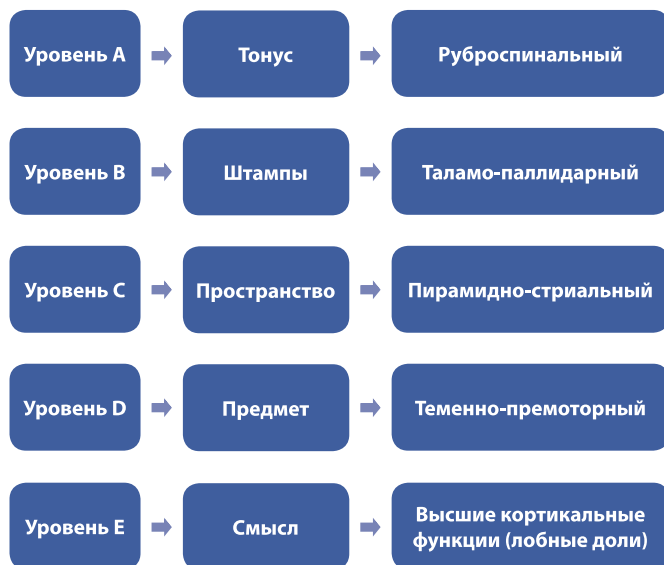 Уровень A
Тонус
Руброспинальный
Уровень B
Штампы
Таламо-паллидарный
Уровень C
Пространство
Пирамидно-стриальный
Уровень D
Предмет
Теменно-премоторный
Уровень E
Смысл
Высшие кортикальные
функции (лобные доли)